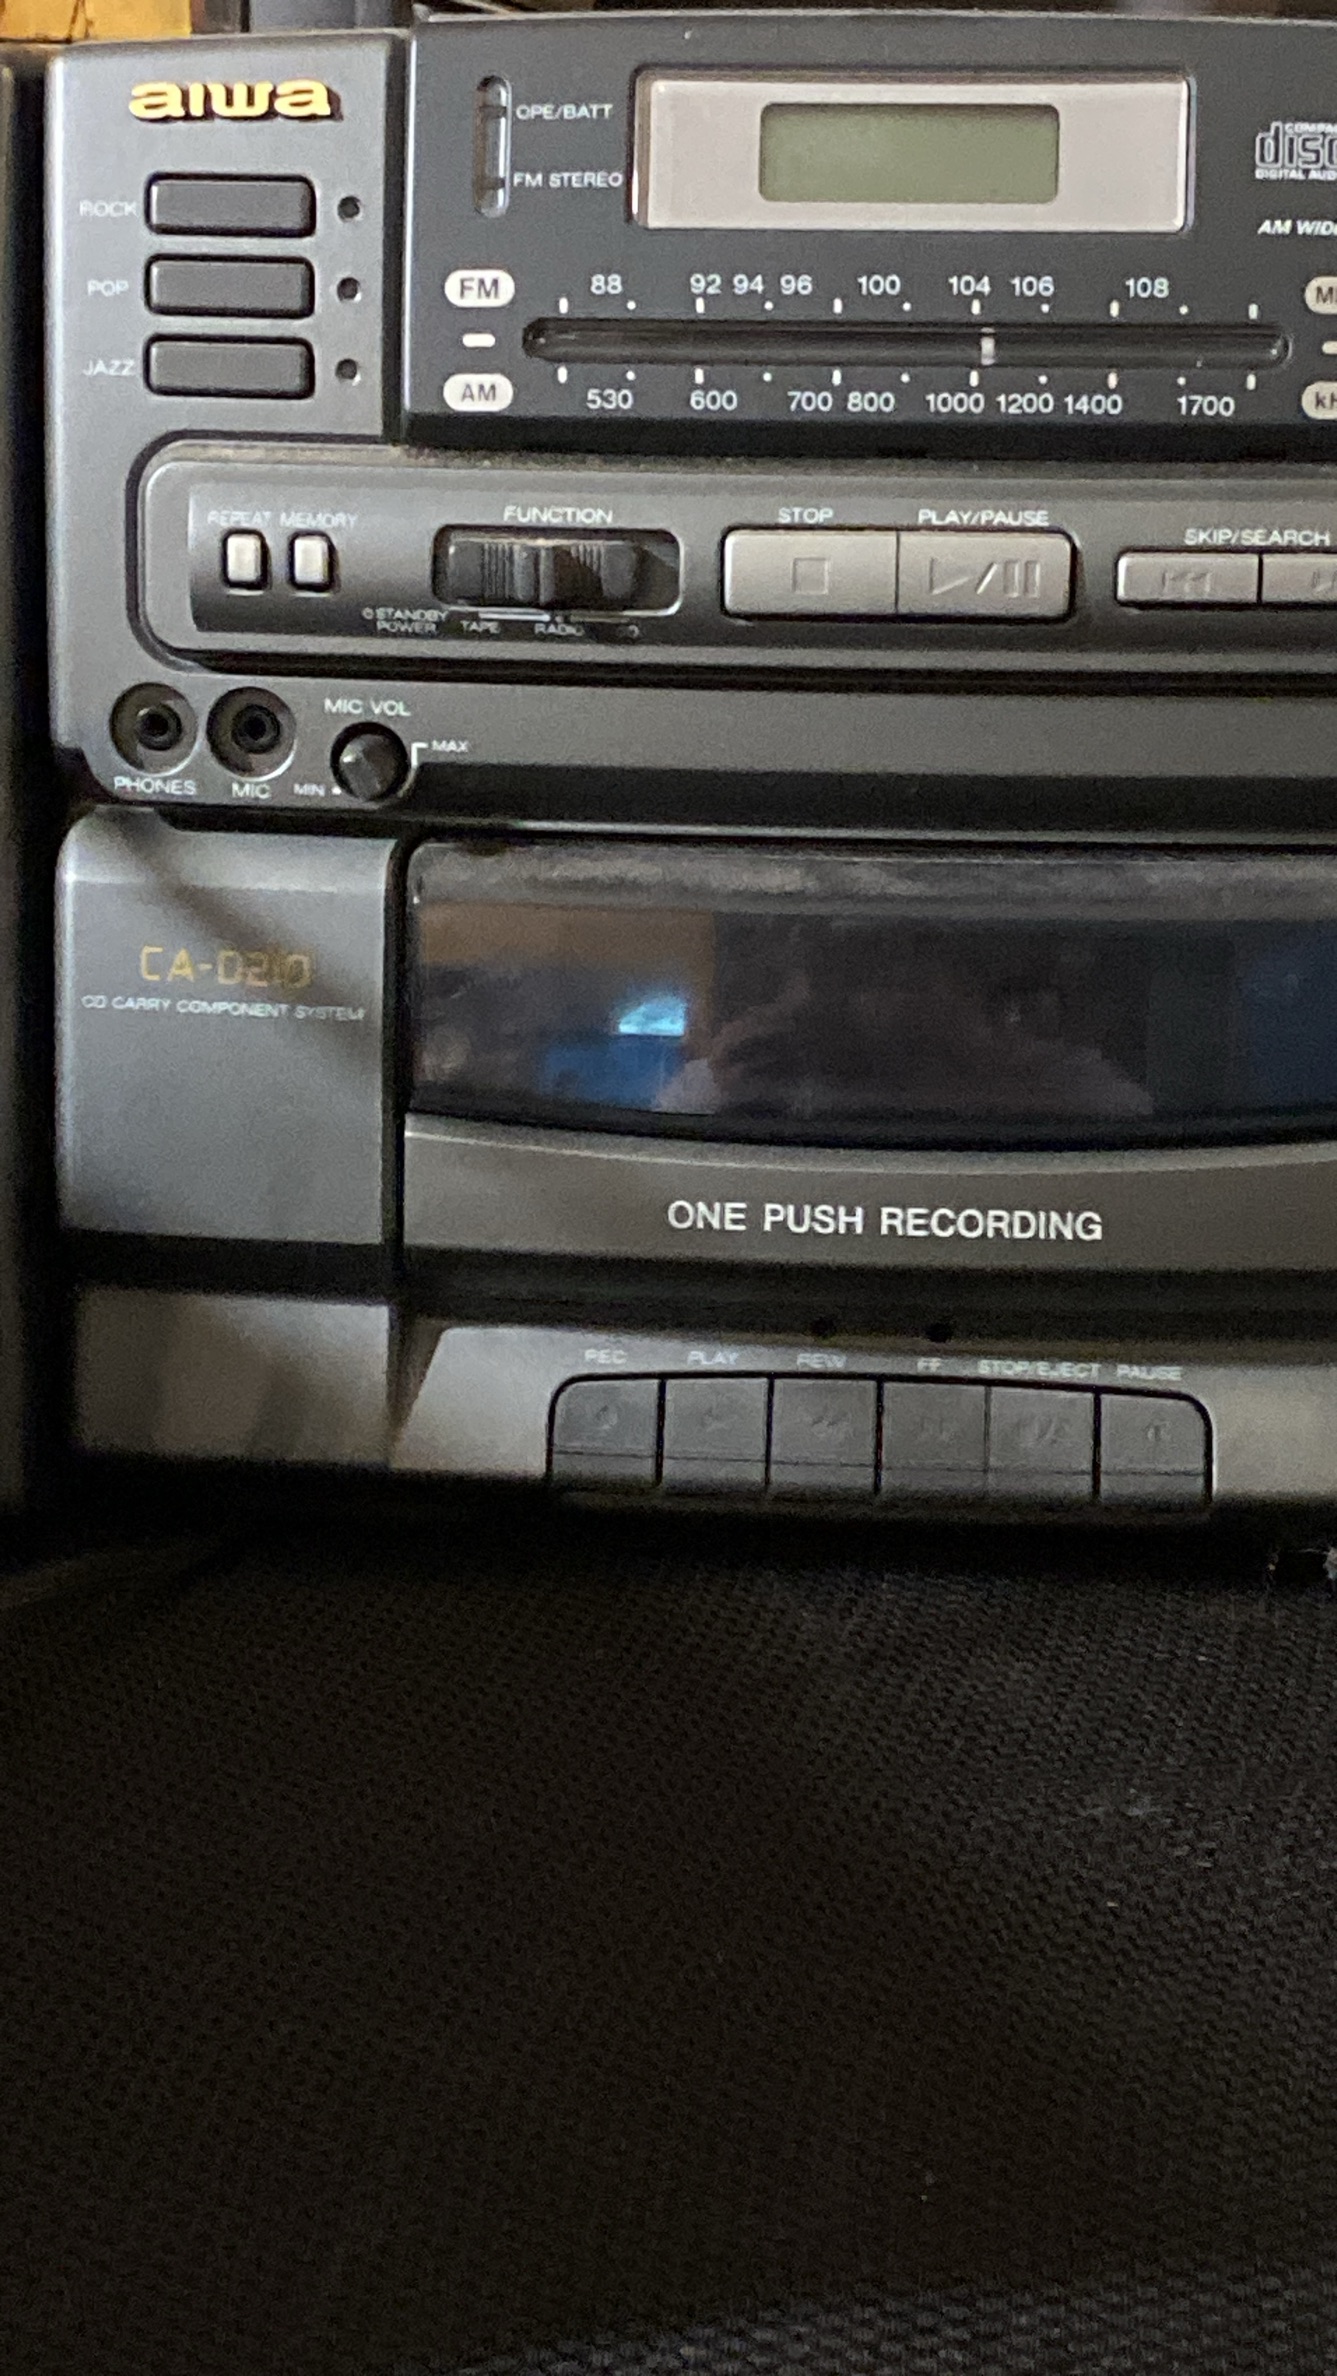 aiwa
OPE/BATT
FM STEREO
ROCK
POP
JAZZ
DIGITAL
AM
FM 88 92 94 96 100 104 106 108
AM 530 600 700 800 1000 1200 1400 1700
REPEAT MEMORY
FUNCTION
STOP
PLAY/PAUSE
SKIP/SEARCH
STANDBY
POWER TAPE RADIO
MIC VOL
MAX
MIN
PHONES
MIC
CA-D210
CD CARRY COMPONENT SYSTEM
ONE PUSH RECORDING
REC PLAY REW FF STOP/EJECT PAUSE